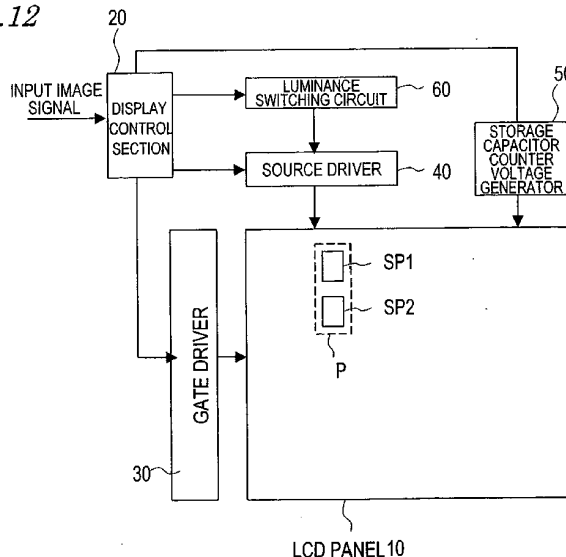 .12
20
INPUT IMAGE
SIGNAL
DISPLAY
CONTROL
SECTION
LUMINANCE
SWITCHING CIRCUIT
60
50
STORAGE
CAPACITOR
COUNTER
VOLTAGE
GENERATOR
SOURCE DRIVER
40
SP1
SP2
P
GATE DRIVER
30
LCD PANEL10